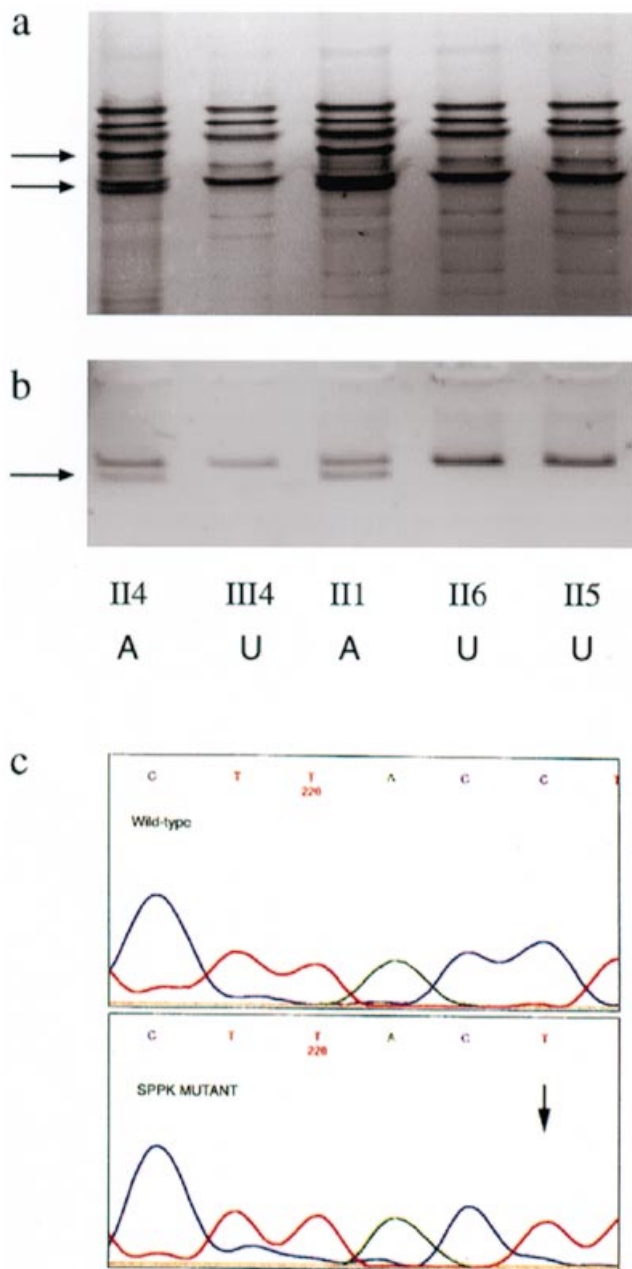 a
b
II4 III4 II1 II6 II5
A U A U U
c
C T T A C C T
220
Wild-type
C T T A C T
220
SPPK MUTANT